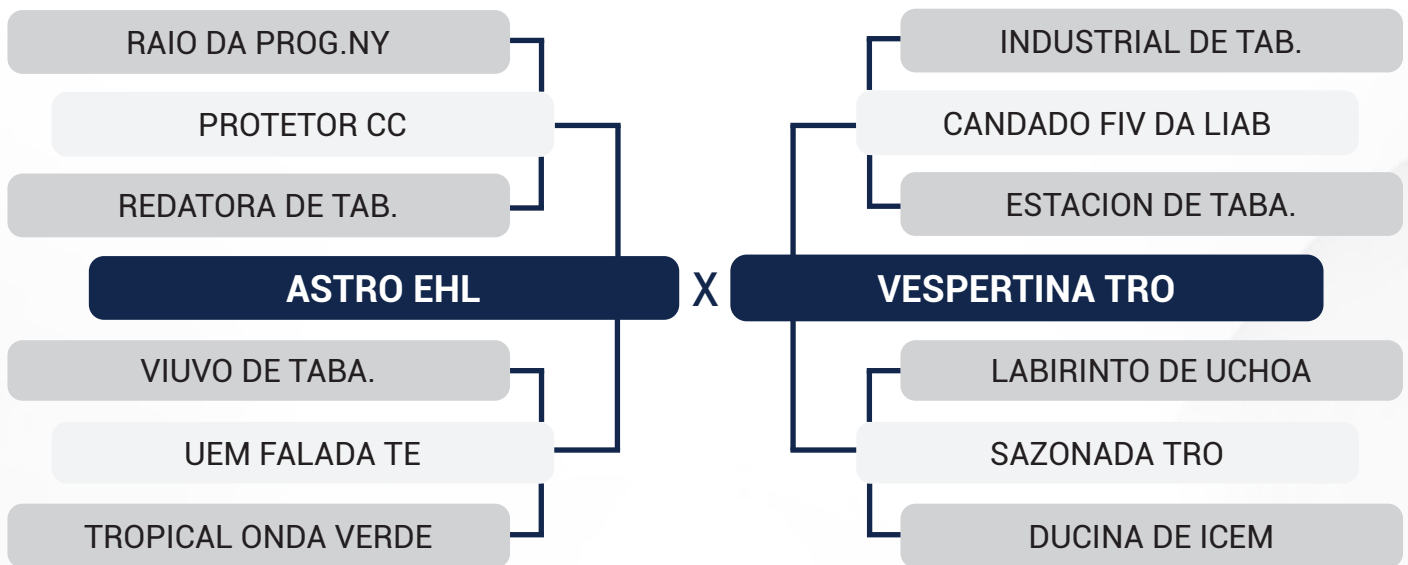 RAIO DA PROG.NY
INDUSTRIAL DE TAB.
PROTETOR CC
CANDADO FIV DA LIAB
REDATORA DE TAB.
ESTACION DE TABA.
ASTRO EHL X VESPERTINA TRO
VIUVO DE TABA.
LABIRINTO DE UCHOA
UEM FALADA TE
SAZONADA TRO
TROPICAL ONDA VERDE
DUCINA DE ICEM